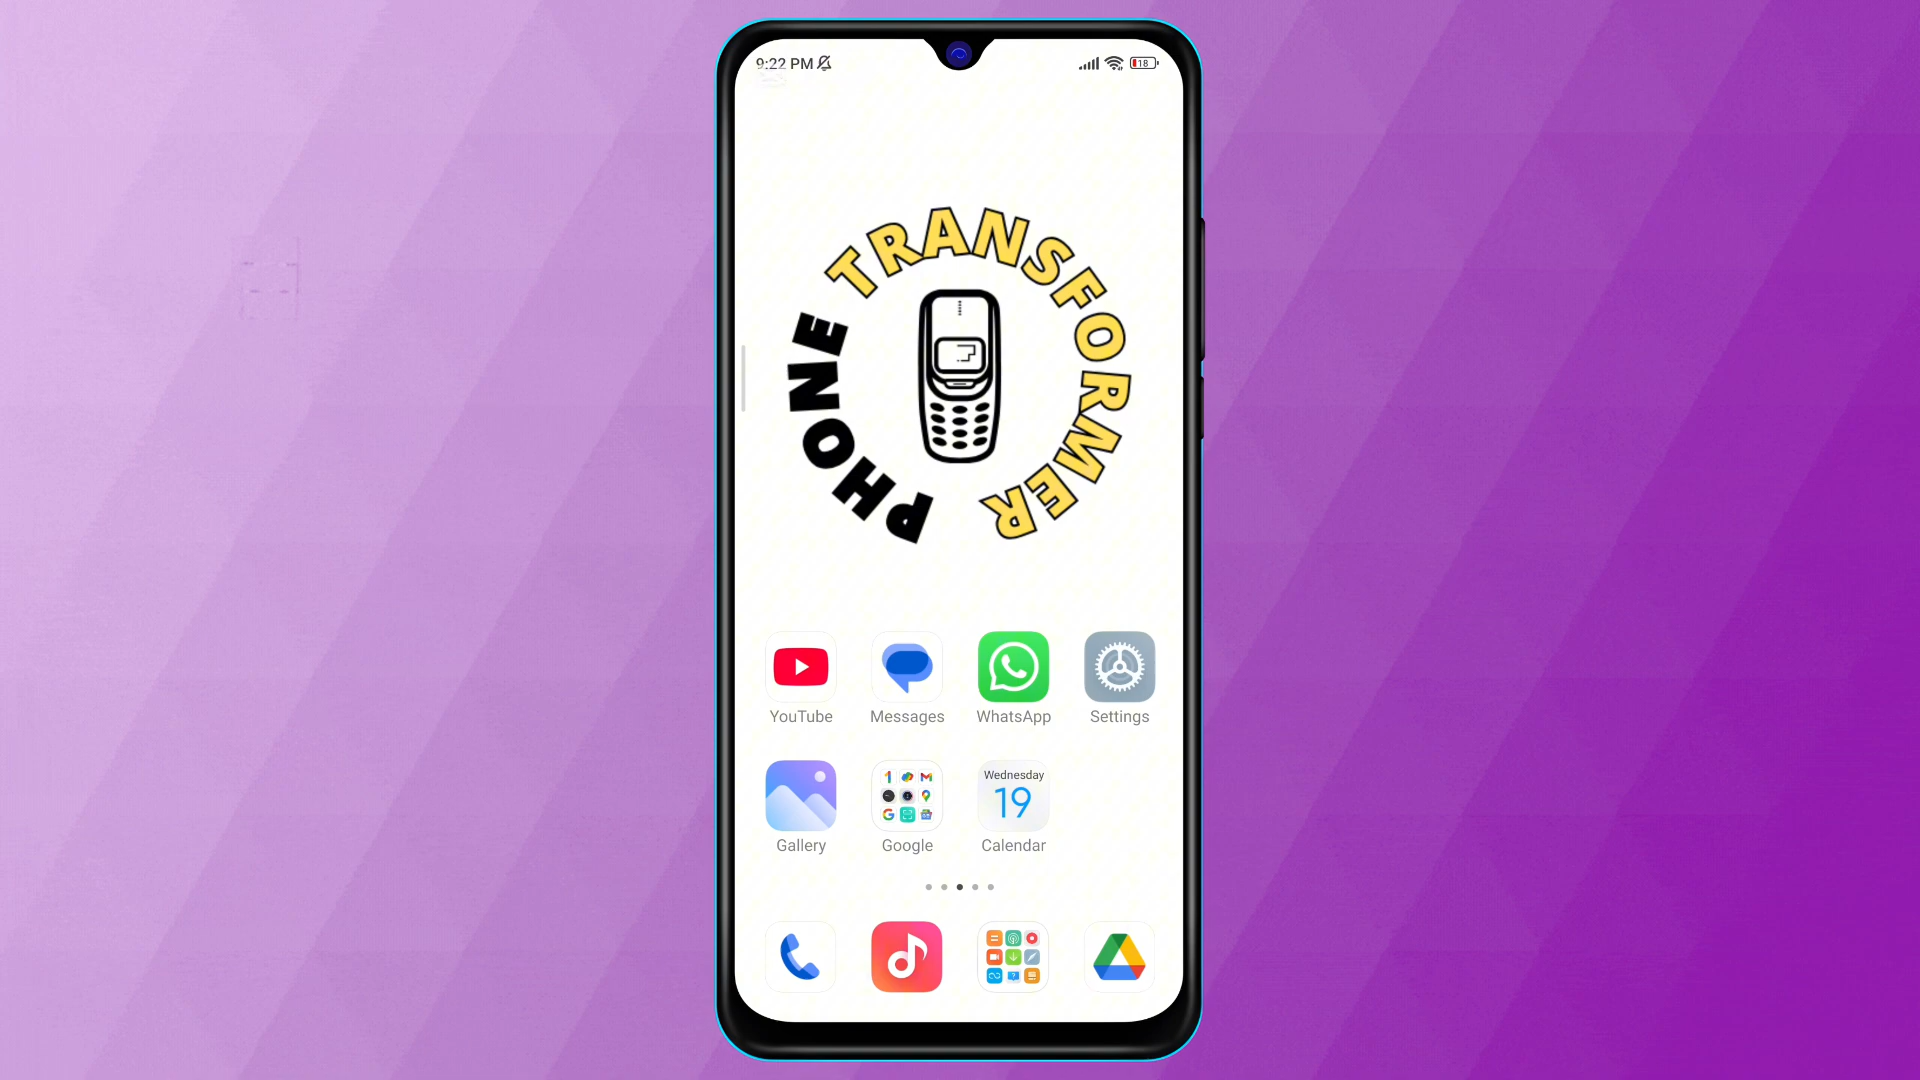 9:22 PM
18
PHONE TRANSFORMER
YouTube
Messages
WhatsApp
Settings
Wednesday
19
Gallery
Google
Calendar